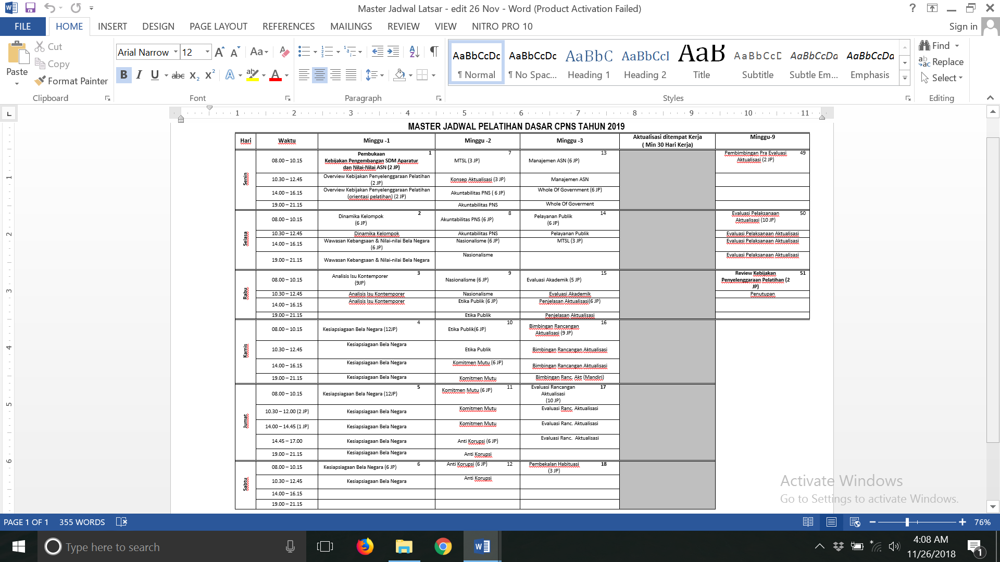 Master Jadwal Latsar - edit 26 Nov - Word (Product Activation Failed)
FILE HOME INSERT DESIGN PAGE LAYOUT REFERENCES MAILINGS REVIEW VIEW NITRO PRO 10 Sign in
Paste Cut Copy Format Painter
Clipboard
Arial Narrow 12
Font
Paragraph
AaBbCcDc AaBbCcDc AaBbC AaBbCcI AaB AaBbCcD AaBbCcDa AaBbCcDa
¶ Normal ¶ No Spac... Heading 1 Heading 2 Title Subtitle Subtle Em... Emphasis
Styles
Find
Replace
Select
Editing
1 2 3 4 5 6 7 8 9 10 11
MASTER JADWAL PELATIHAN DASAR CPNS TAHUN 2019
Hari Waktu Minggu -1 Minggu -2 Minggu -3 Aktualisasi ditempat Kerja Minggu-9
( Min 30 Hari Kerja)
Senin
08.00 – 10.15 Pembukaan 1 MTSL (3 JP) 7 Manajemen ASN (6 JP) 13 Pembimbingan Pra Evaluasi 49
Kebijakan Pengembangan SDM Aparatur Aktualisasi (2 JP)
dan Nilai-Nilai ASN (2 JP)
10.30 – 12.45 Overview Kebijakan Penyelenggaraan Pelatihan Konsep Aktualisasi (3 JP) Manajemen ASN
(2 JP)
14.00 – 16.15 Overview Kebijakan Penyelenggaraan Pelatihan Akuntabilitas PNS ( 6 JP) Whole Of Government (6 JP)
(orientasi pelatihan) (2 JP)
19.00 – 21.15 Akuntabilitas PNS Whole Of Goverment
Selasa
08.00 – 10.15 Dinamika Kelompok 2 Akuntabilitas PNS (6 JP) 8 Pelayanan Publik 14 Evaluasi Pelaksanaan 50
(6 JP) (6 JP) Aktualisasi (10 JP)
10.30 – 12.45 Dinamika Kelompok Akuntabilitas PNS Pelayanan Publik Evaluasi Pelaksanaan Aktualisasi
14.00 – 16.15 Wawasan Kebangsaan & Nilai-nilai Bela Negara Nasionalisme (6 JP) MTSL (3 JP) Evaluasi Pelaksanaan Aktualisasi
(6 JP)
19.00 – 21.15 Wawasan Kebangsaan & Nilai-nilai Bela Negara Nasionalisme Evaluasi Pelaksanaan Aktualisasi
Rabu
08.00 – 10.15 Analisis Isu Kontemporer 3 Nasionalisme (6 JP) 9 Evaluasi Akademik (5 JP) 15 Review Kebijakan 51
(9JP) Penyelenggaraan Pelatihan (2
JP)
10.30 – 12.45 Analisis Isu Kontemporer Nasionalisme Evaluasi Akademik Penutupan
14.00 – 16.15 Analisis Isu Kontemporer Etika Publik (6 JP) Penjelasan Aktualisasi(6 JP)
19.00 – 21.15 Etika Publik Penjelasan Aktualisasi
Kamis
08.00 – 10.15 Kesiapsiagaan Bela Negara (12JP) 4 Etika Publik(6 JP) 10 Bimbingan Rancangan 16
Aktualisasi (9 JP)
10.30 – 12.45 Kesiapsiagaan Bela Negara Etika Publik Bimbingan Rancangan Aktualisasi
14.00 – 16.15 Kesiapsiagaan Bela Negara Komitmen Mutu (6 JP) Bimbingan Rancangan Aktualisasi
19.00 – 21.15 Kesiapsiagaan Bela Negara Komitmen Mutu Bimbingan Ranc. Akt (Mandiri)
Jumat
08.00 – 10.15 Kesiapsiagaan Bela Negara (12JP) 5 Komitmen Mutu (6 JP) 11 Evaluasi Rancangan 17
Aktualisasi
(10 JP)
10.30 – 12.00 (2 JP) Kesiapsiagaan Bela Negara Komitmen Mutu Evaluasi Ranc. Aktualisasi
14.00 – 14.45 (1 JP) Kesiapsiagaan Bela Negara Komitmen Mutu Evaluasi Ranc. Aktualisasi
14.45 – 17.00 Kesiapsiagaan Bela Negara Anti Korupsi (6 JP) Evaluasi Ranc. Aktualisasi
19.00 – 21.15 Kesiapsiagaan Bela Negara Anti Korupsi
Sabtu
08.00 – 10.15 Kesiapsiagaan Bela Negara (6 JP) 6 Anti Korupsi (6 JP) 12 Pembekalan Habituasi 18
(3 JP)
10.30 – 12.45 Kesiapsiagaan Bela Negara Anti Korupsi
14.00 – 16.15
19.00 – 21.15
1
2
3
4
5
6
Activate Windows
Go to Settings to activate Windows.
PAGE 1 OF 1 355 WORDS 76%
Type here to search
4:08 AM
11/26/2018
1